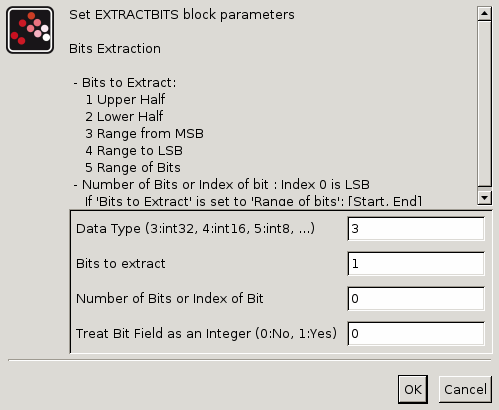 Set EXTRACTBITS block parameters
Bits Extraction
- Bits to Extract:
1 Upper Half
2 Lower Half
3 Range from MSB
4 Range to LSB
5 Range of Bits
- Number of Bits or Index of bit : Index 0 is LSB
If 'Bits to Extract' is set to 'Range of bits': [Start, End]
Data Type (3:int32, 4:int16, 5:int8, ...) 3
Bits to extract 1
Number of Bits or Index of Bit 0
Treat Bit Field as an Integer (0:No, 1:Yes) 0
OK Cancel